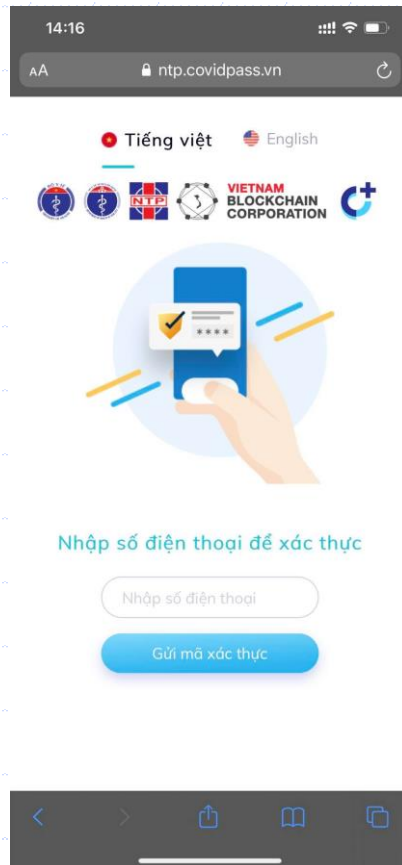 14:16
AA ntp.covidpass.vn
Tiếng việt English
NTP
VIETNAM
BLOCKCHAIN
CORPORATION
****
Nhập số điện thoại để xác thực
Nhập số điện thoại
Gửi mã xác thực